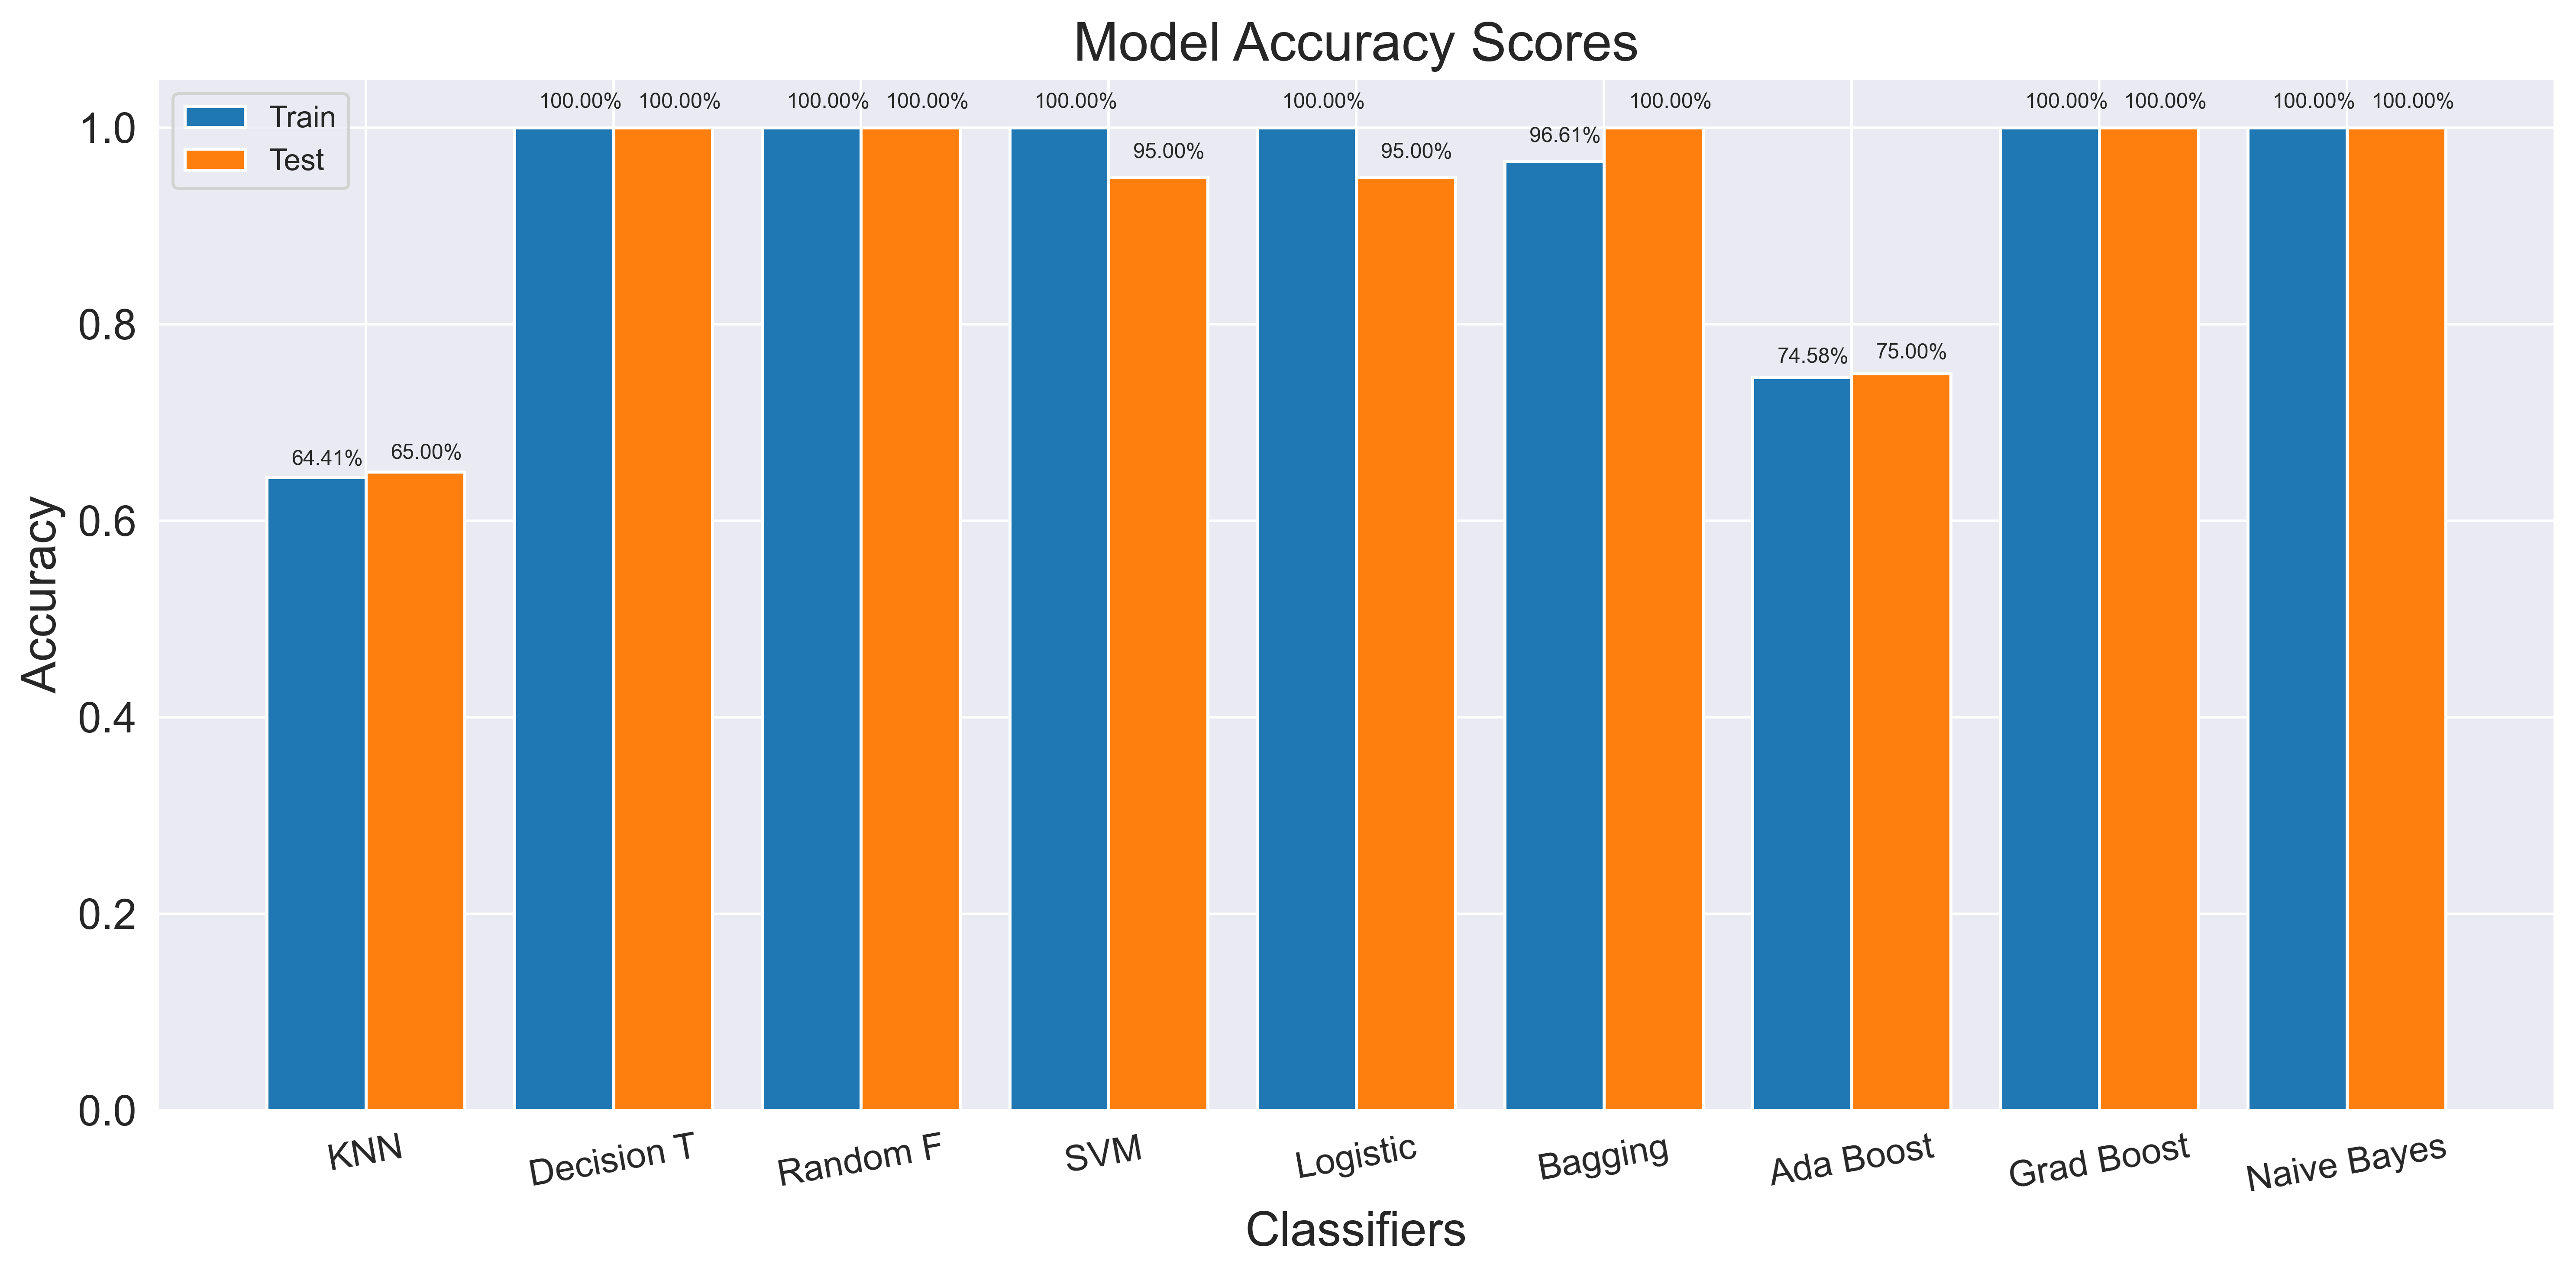 Model Accuracy Scores
Train
Test
100.00% 100.00% 100.00% 100.00% 100.00% 100.00% 100.00% 100.00% 100.00% 100.00% 100.00%
96.61%
95.00% 95.00%
74.58% 75.00%
64.41% 65.00%
1.0
0.8
0.6
0.4
0.2
0.0
Accuracy
KNN Decision T Random F SVM Logistic Bagging Ada Boost Grad Boost Naive Bayes
Classifiers